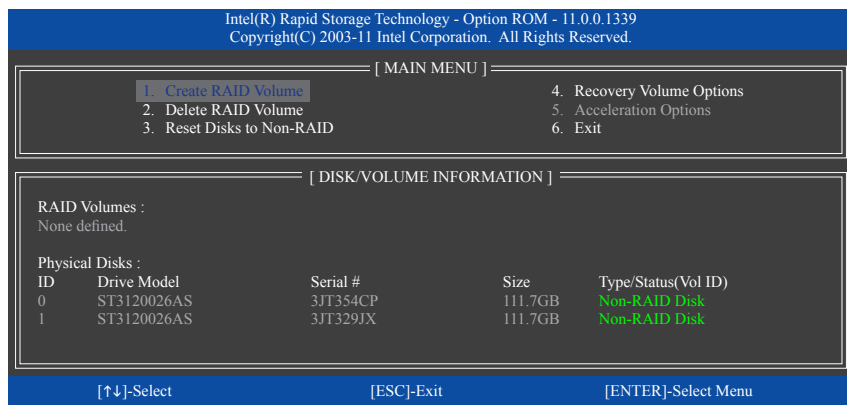 Intel(R) Rapid Storage Technology - Option ROM - 11.0.0.1339
Copyright(C) 2003-11 Intel Corporation. All Rights Reserved.
[ MAIN MENU ]
1. Create RAID Volume
2. Delete RAID Volume
3. Reset Disks to Non-RAID
4. Recovery Volume Options
5. Acceleration Options
6. Exit
[ DISK/VOLUME INFORMATION ]
RAID Volumes :
None defined.
Physical Disks :
ID Drive Model Serial # Size Type/Status(Vol ID)
0 ST3120026AS 3JT354CP 111.7GB Non-RAID Disk
1 ST3120026AS 3JT329JX 111.7GB Non-RAID Disk
[↑↓]-Select [ESC]-Exit [ENTER]-Select Menu